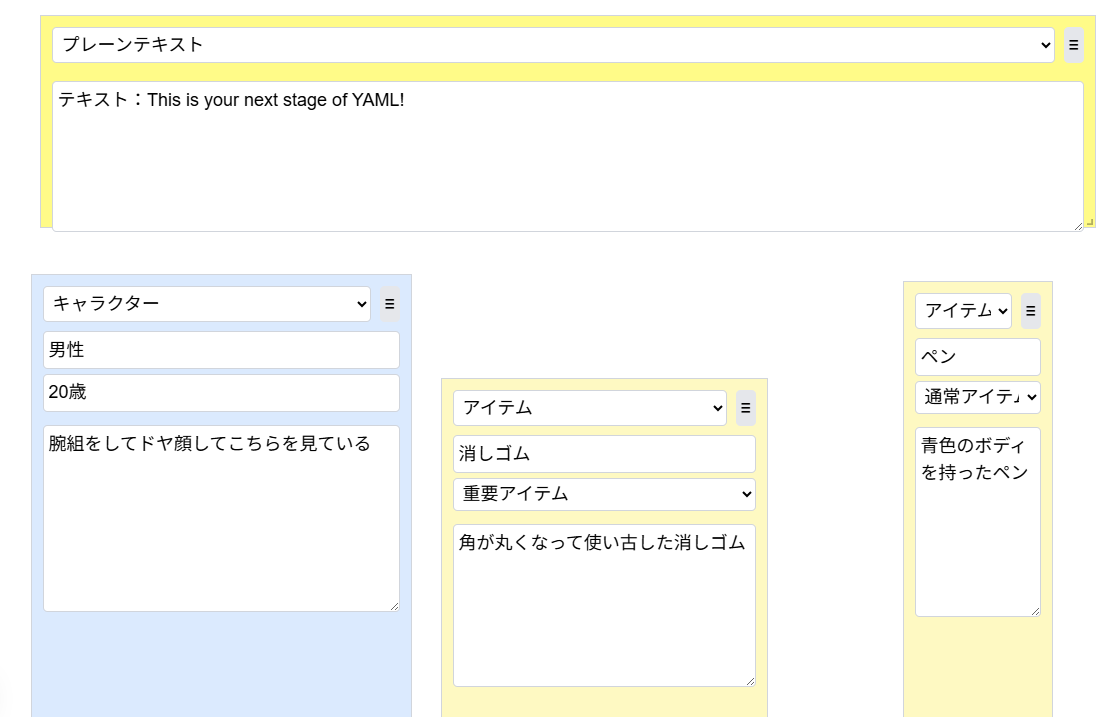 プレーンテキスト
テキスト：This is your next stage of YAML!
キャラクター
男性
20歳
腕組をしてドヤ顔してこちらを見ている
アイテム
消しゴム
重要アイテム
角が丸くなって使い古した消しゴム
アイテム
ペン
通常アイテ
青色のボディ
を持ったペン